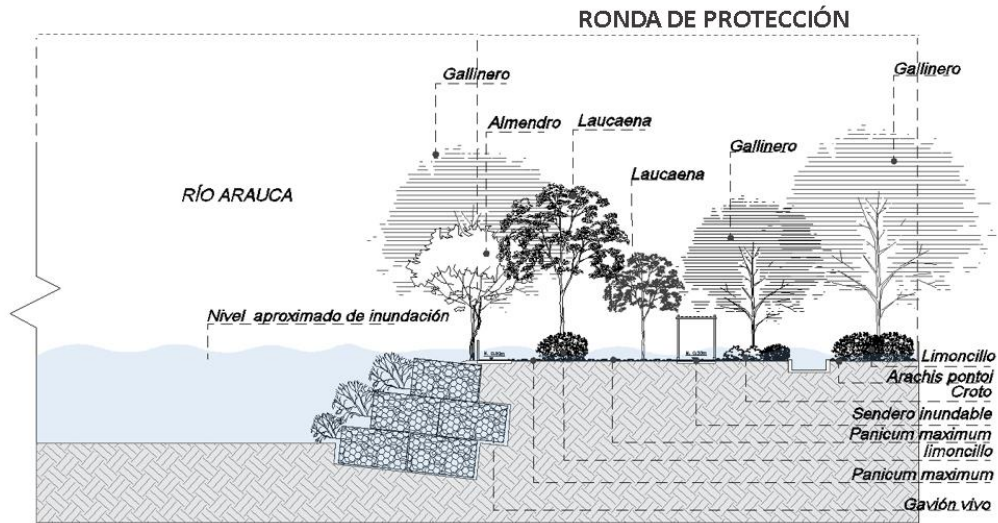 RONDA DE PROTECCIÓN
Gallinero
Gallinero
Almendro
Laucaena
Gallinero
Laucaena
RÍO ARAUCA
Nivel aproximado de inundación
Limoncillo
Arachis pontoi
Croto
Sendero inundable
Panicum maximum
limoncillo
Panicum maximum
Gavión vivo